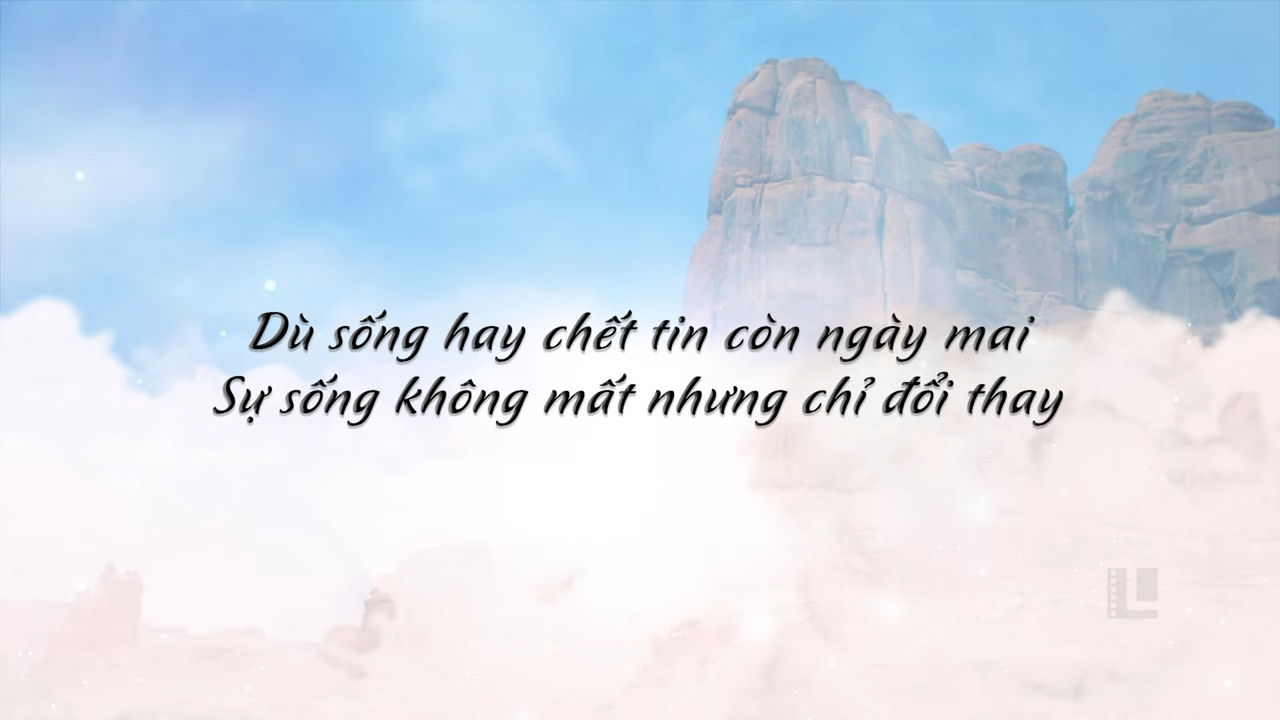 Dù sống hay chết tin còn ngày mai
Sự sống không mất nhưng chỉ đổi thay